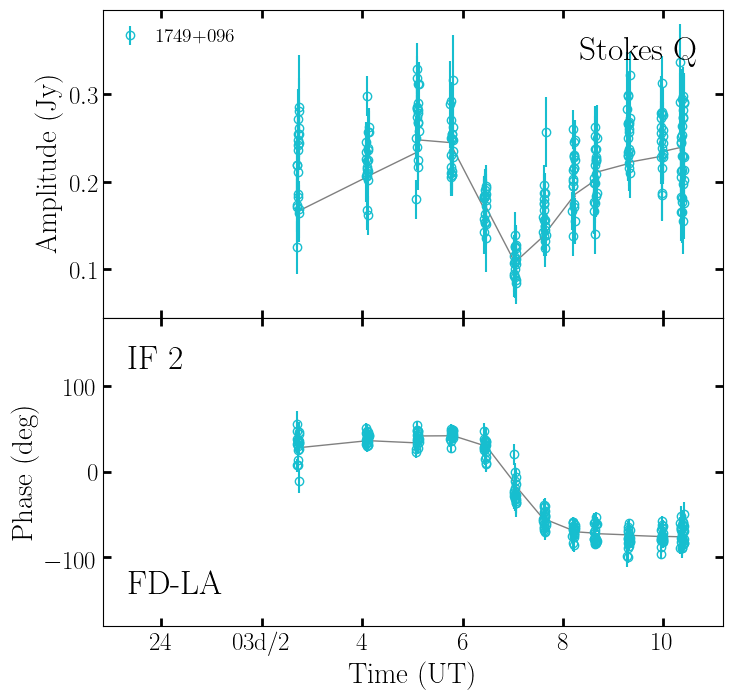 1749+096
Stokes Q
Amplitude (Jy)
0.3
0.2
0.1
IF 2
Phase (deg)
100
0
−100
FD-LA
24 03d/2 4 6 8 10
Time (UT)